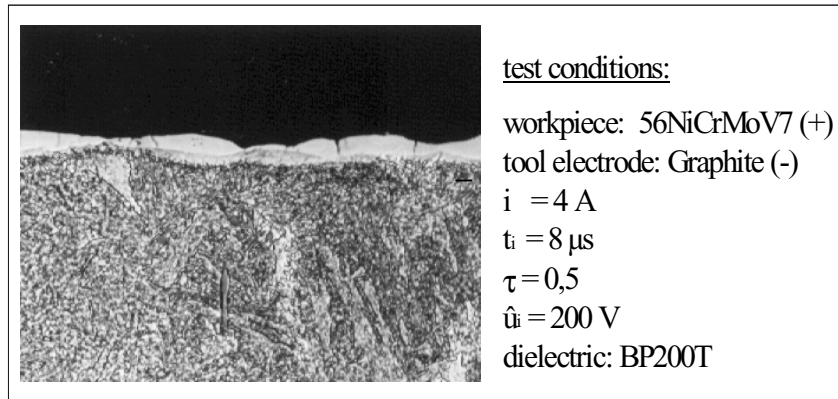 test conditions:
workpiece: 56NiCrMoV7 (+)
tool electrode: Graphite (-)
i = 4 A
ti = 8 μs
τ = 0,5
ûi = 200 V
dielectric: BP200T